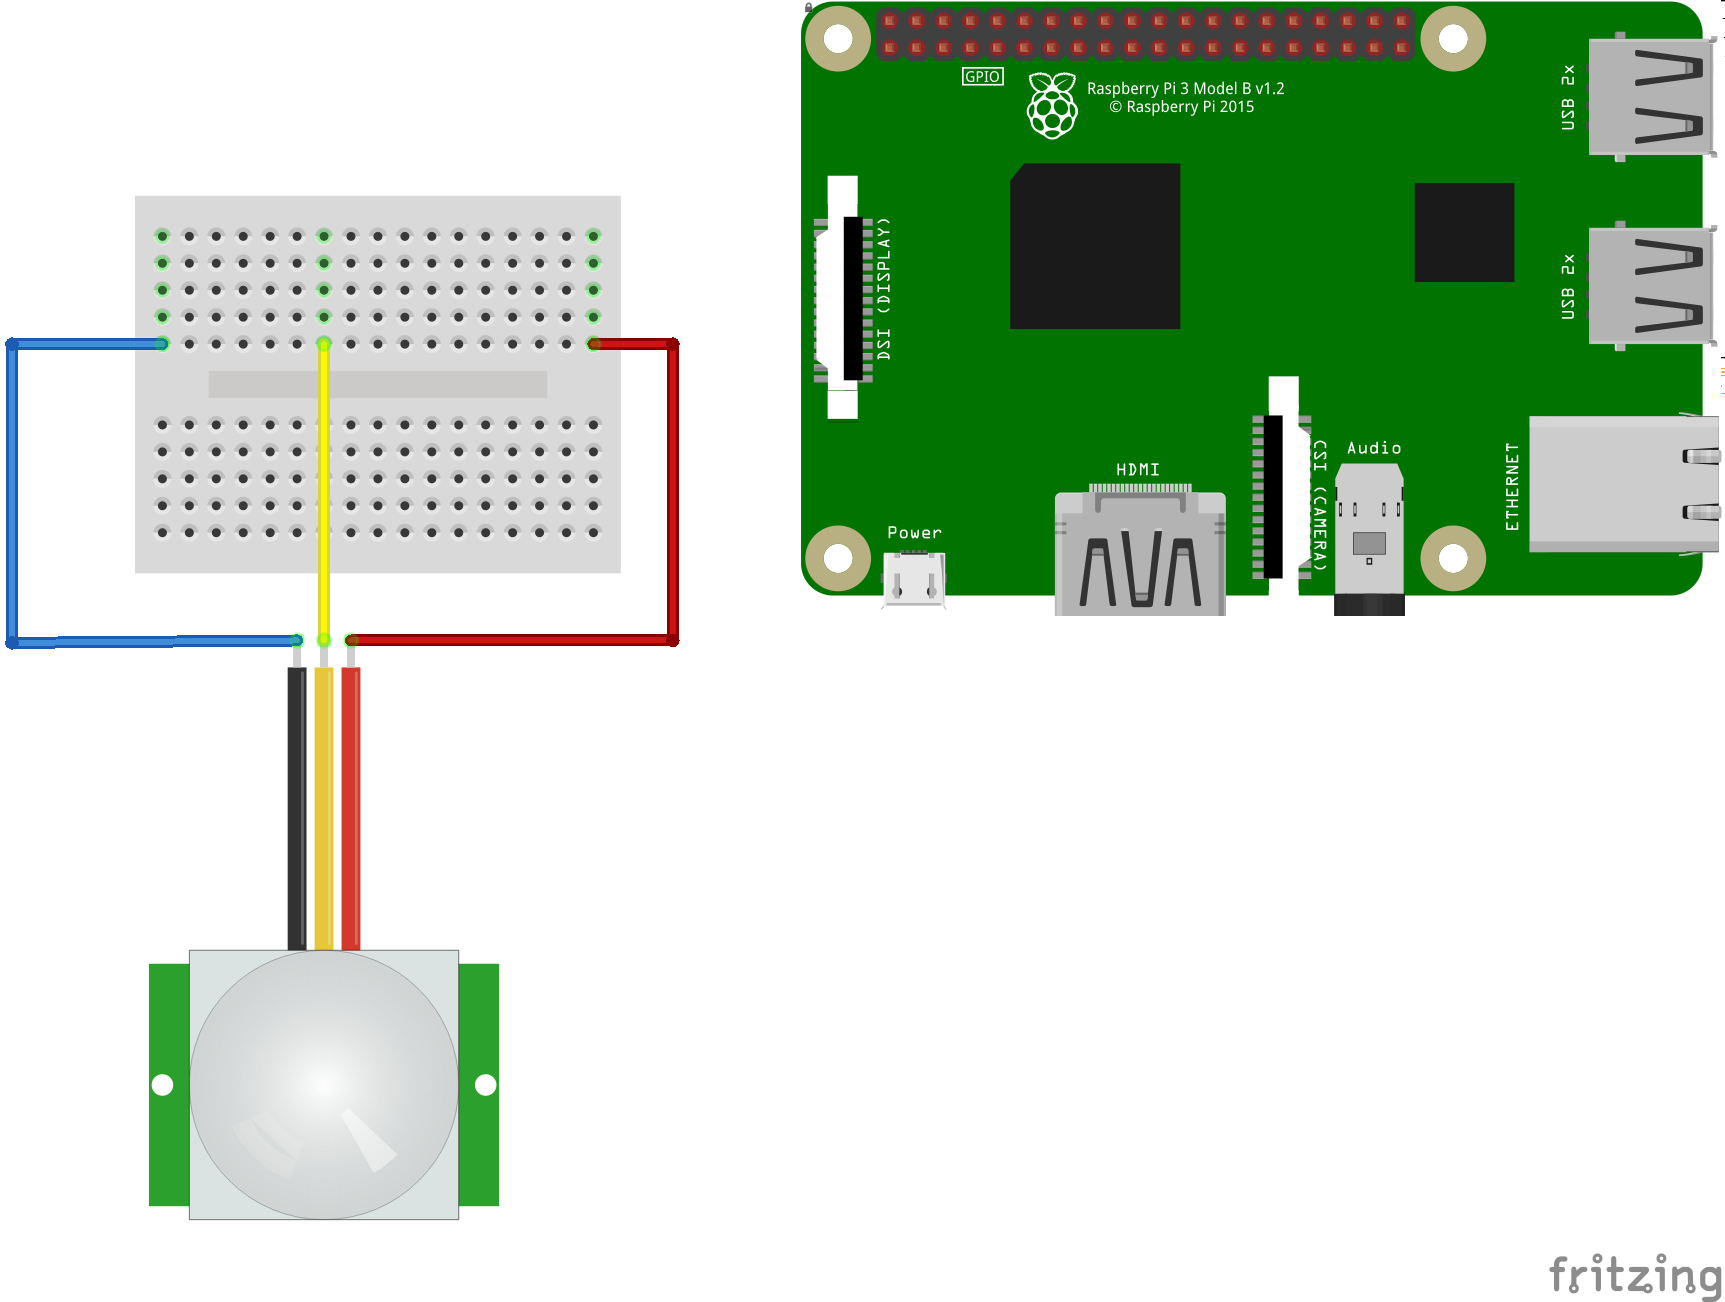 GPIO
Raspberry Pi 3 Model B v1.2
© Raspberry Pi 2015
USB 2x
USB 2x
DSI (DISPLAY)
CSI (CAMERA)
Audio
ETHERNET
HDMI
Power
fritzing